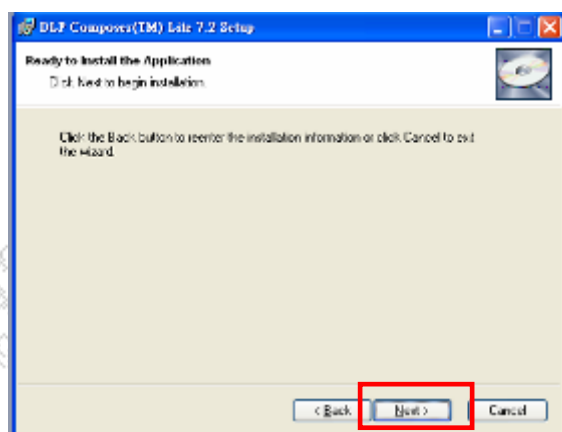 DLP Composer(TM) Lite 7.2 Setup
Ready to Install the Application
Click Next to begin installation.
Click the Back button to reenter the installation information or click Cancel to exit
the wizard.
< Back
Next >
Cancel